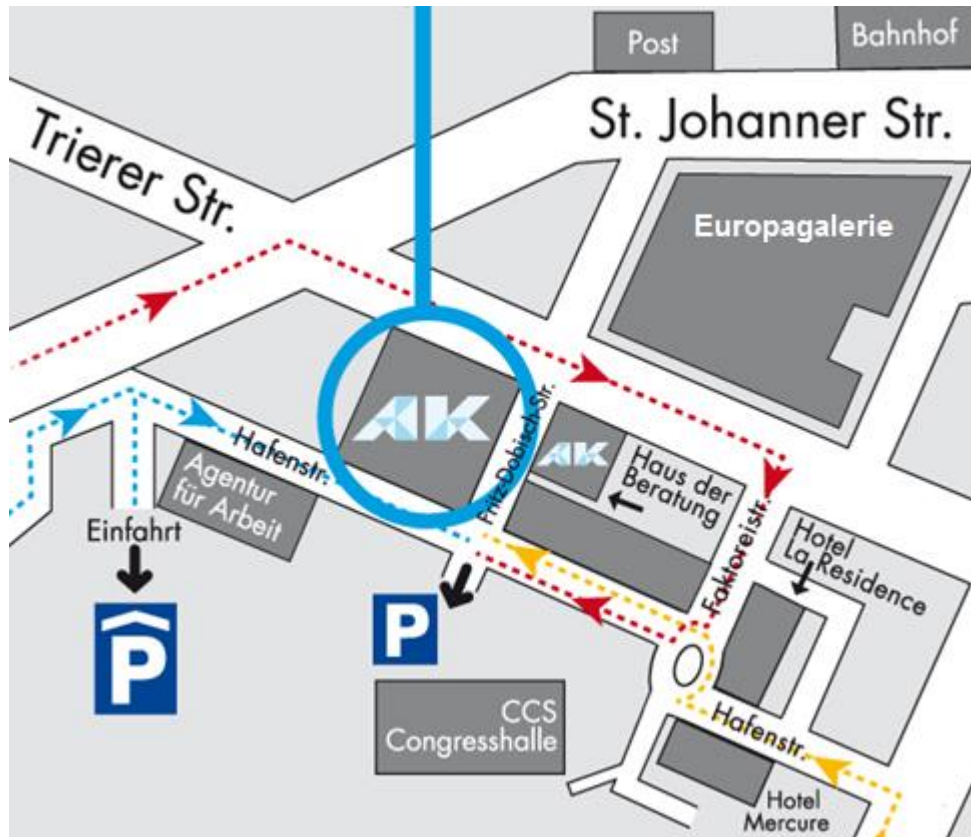 Post
Bahnhof
Trierer Str.
St. Johanner Str.
Europagalerie
AK
Fritz-Dobisch-Str.
AK
Haus der
Beratung
Hafenstr.
Agentur
für Arbeit
Einfahrt
Faktoreistr.
Hotel
La Residence
P
P
CCS
Congresshalle
Hafenstr.
Hotel
Mercure